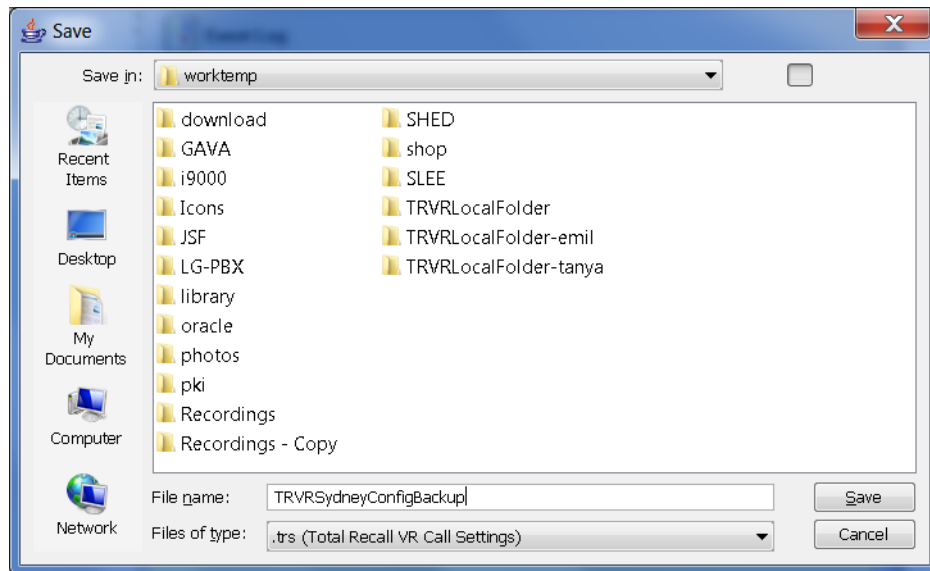 Save
X
Save in: worktemp
Recent
Items
Desktop
My
Documents
Computer
Network
download
GAVA
i9000
Icons
JSF
LG-PBX
library
oracle
photos
pki
Recordings
Recordings - Copy
SHED
shop
SLEE
TRVRLocalFolder
TRVRLocalFolder-emil
TRVRLocalFolder-tanya
File name: TRVRSydneyConfigBackup
Save
Files of type: .trs (Total Recall VR Call Settings)
Cancel